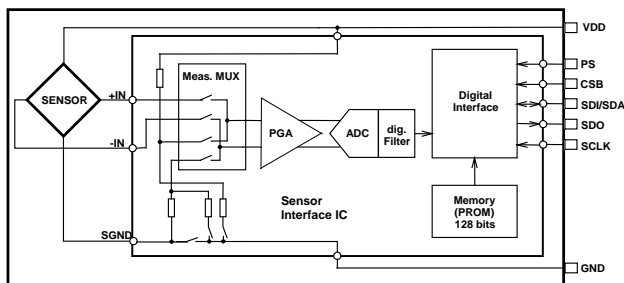 VDD
PS
CSB
SDI/SDA
SDO
SCLK
GND
SENSOR
+IN
-IN
SGND
Meas. MUX
PGA
ADC
dig.
Filter
Digital
Interface
Memory
(PROM)
128 bits
Sensor
Interface IC